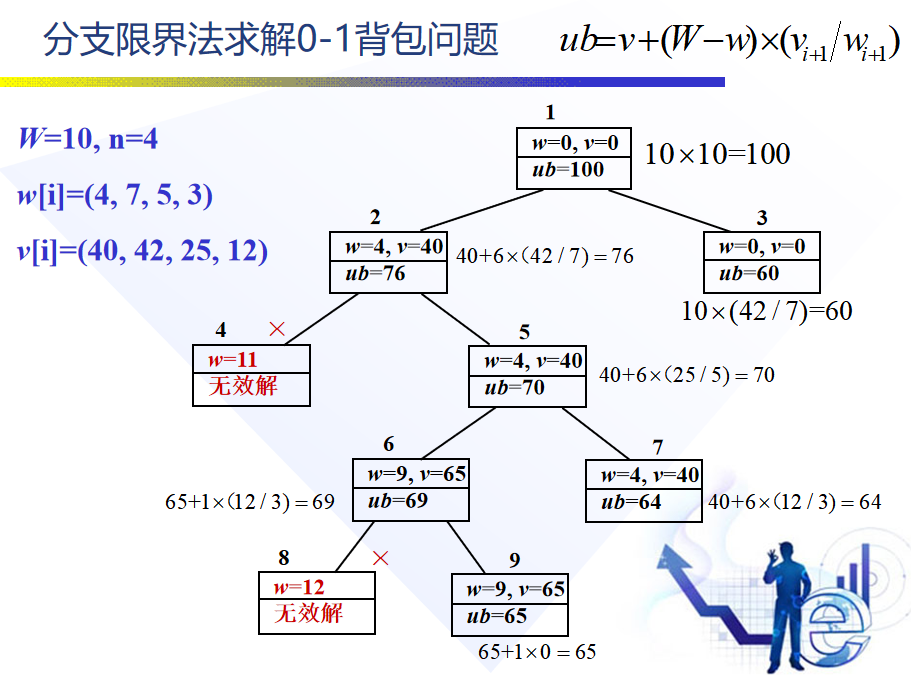 分支限界法求解0-1背包问题
ub=v+(W−w)×(vi+1/wi+1)
W=10, n=4
w[i]=(4, 7, 5, 3)
v[i]=(40, 42, 25, 12)
1
w=0, v=0
ub=100
10×10=100
2
w=4, v=40
ub=76
40+6×(42 / 7) = 76
3
w=0, v=0
ub=60
10×(42 / 7)=60
4
×
w=11
无效解
5
w=4, v=40
ub=70
40+6×(25 / 5) = 70
6
w=9, v=65
ub=69
65+1×(12 / 3) = 69
7
w=4, v=40
ub=64
40+6×(12 / 3) = 64
8
×
w=12
无效解
9
w=9, v=65
ub=65
65+1×0 = 65